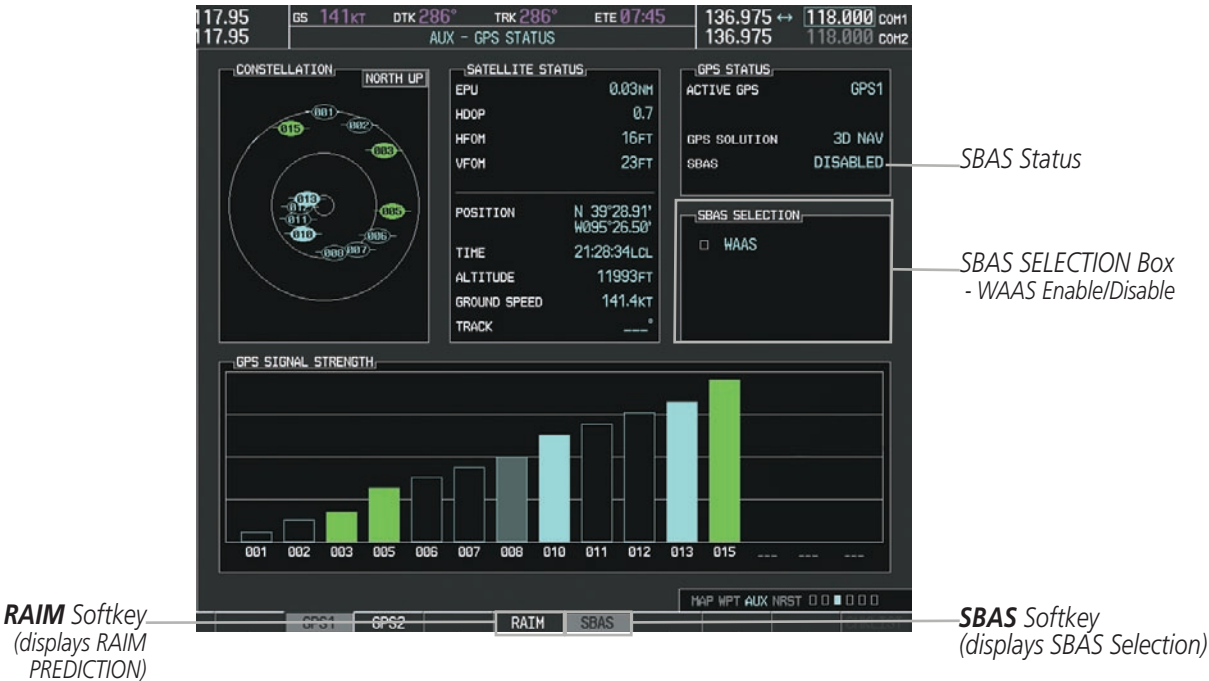 117.95 GS 141KT DTK 286° TRK 286° ETE 07:45 136.975 ↔ 118.000 COM1
117.95 AUX - GPS STATUS 136.975 118.000 COM2
CONSTELLATION
NORTH UP
001
015
002
003
013
012
011
005
010
006
008
007
SATELLITE STATUS
EPU 0.03NM
HDOP 0.7
HFOM 16FT
VFOM 23FT
POSITION N 39°28.91'
W095°26.50'
TIME 21:28:34LCL
ALTITUDE 11993FT
GROUND SPEED 141.4KT
TRACK ___°
GPS STATUS
ACTIVE GPS GPS1
GPS SOLUTION 3D NAV
SBAS DISABLED
SBAS Status
SBAS SELECTION
WAAS
SBAS SELECTION Box
- WAAS Enable/Disable
GPS SIGNAL STRENGTH
001 002 003 005 006 007 008 010 011 012 013 015 ___ ___ ___
MAP WPT AUX NRST
GPS1 GPS2 RAIM SBAS
RAIM Softkey
(displays RAIM
PREDICTION)
SBAS Softkey
(displays SBAS Selection)